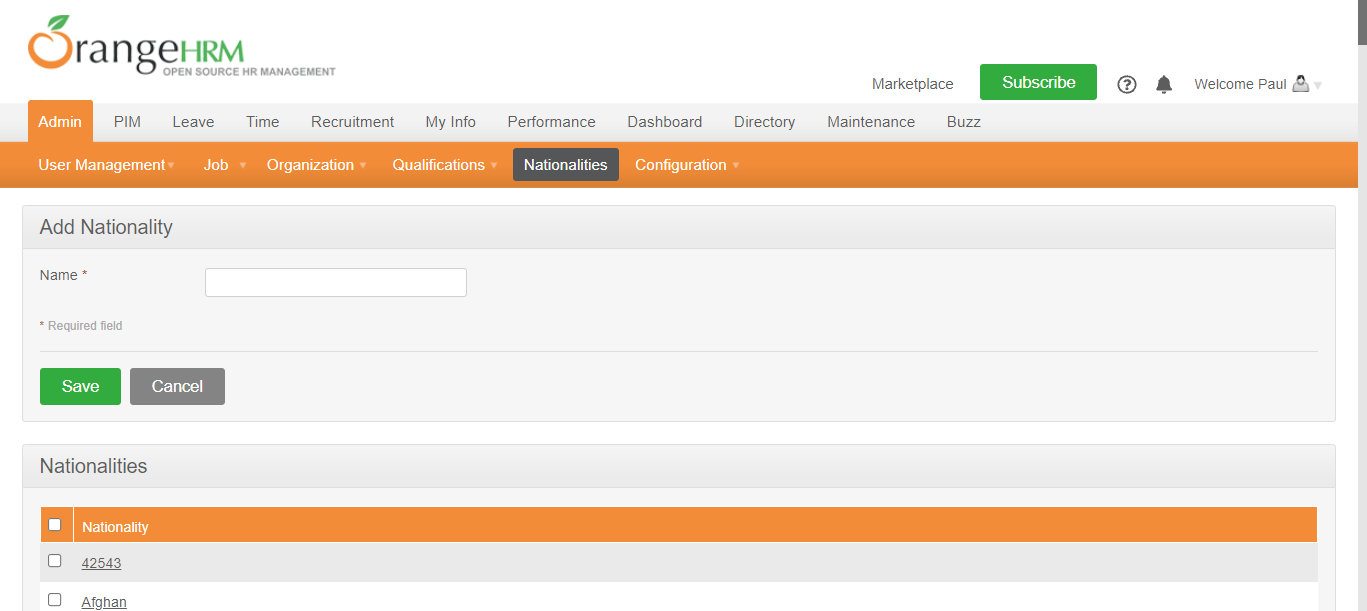 OrangeHRM
OPEN SOURCE HR MANAGEMENT
Marketplace Subscribe ? Welcome Paul
Admin PIM Leave Time Recruitment My Info Performance Dashboard Directory Maintenance Buzz
User Management Job Organization Qualifications Nationalities Configuration
Add Nationality
Name *
* Required field
Save Cancel
Nationalities
Nationality
42543
Afghan